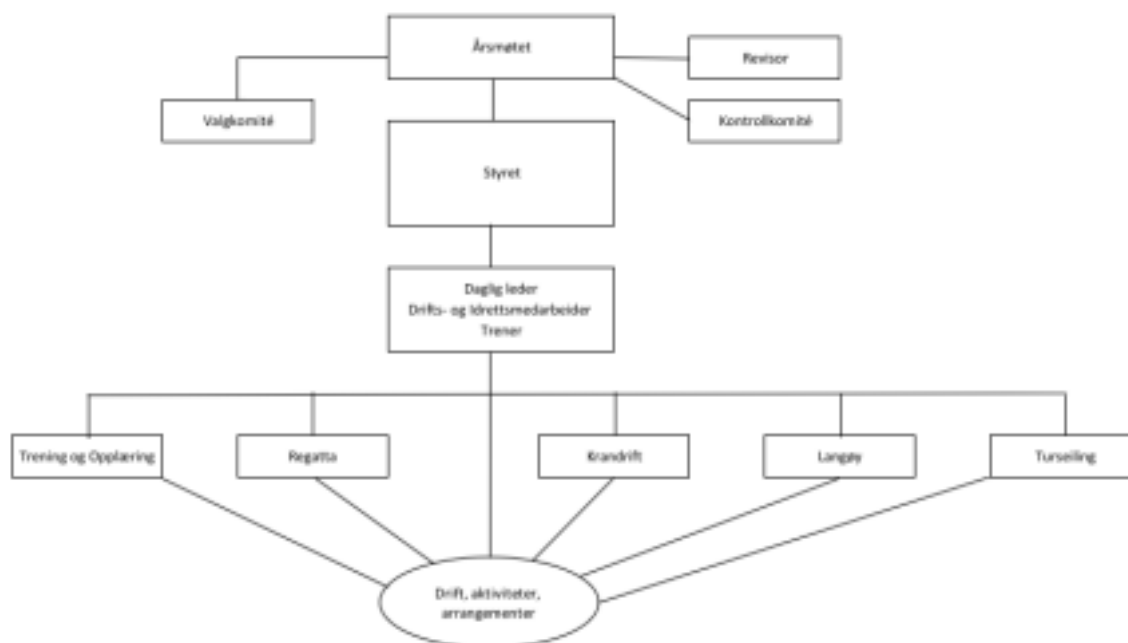 Årsmøtet
Revisor
Valgkomité
Kontrollkomité
Styret
Daglig leder
Drifts- og Idrettsmedarbeider
Trener
Trening og Opplæring
Regatta
Krandrift
Langøy
Turseiling
Drift, aktiviteter,
arrangementer